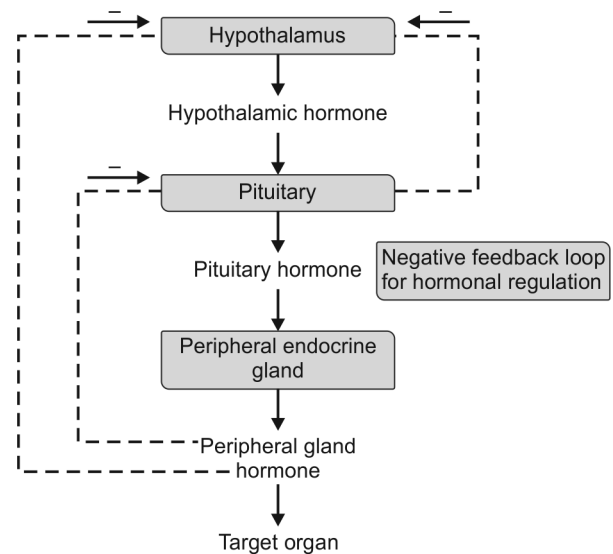 – –
Hypothalamus
Hypothalamic hormone
–
Pituitary
Pituitary hormone
Negative feedback loop
for hormonal regulation
Peripheral endocrine
gland
Peripheral gland
hormone
Target organ